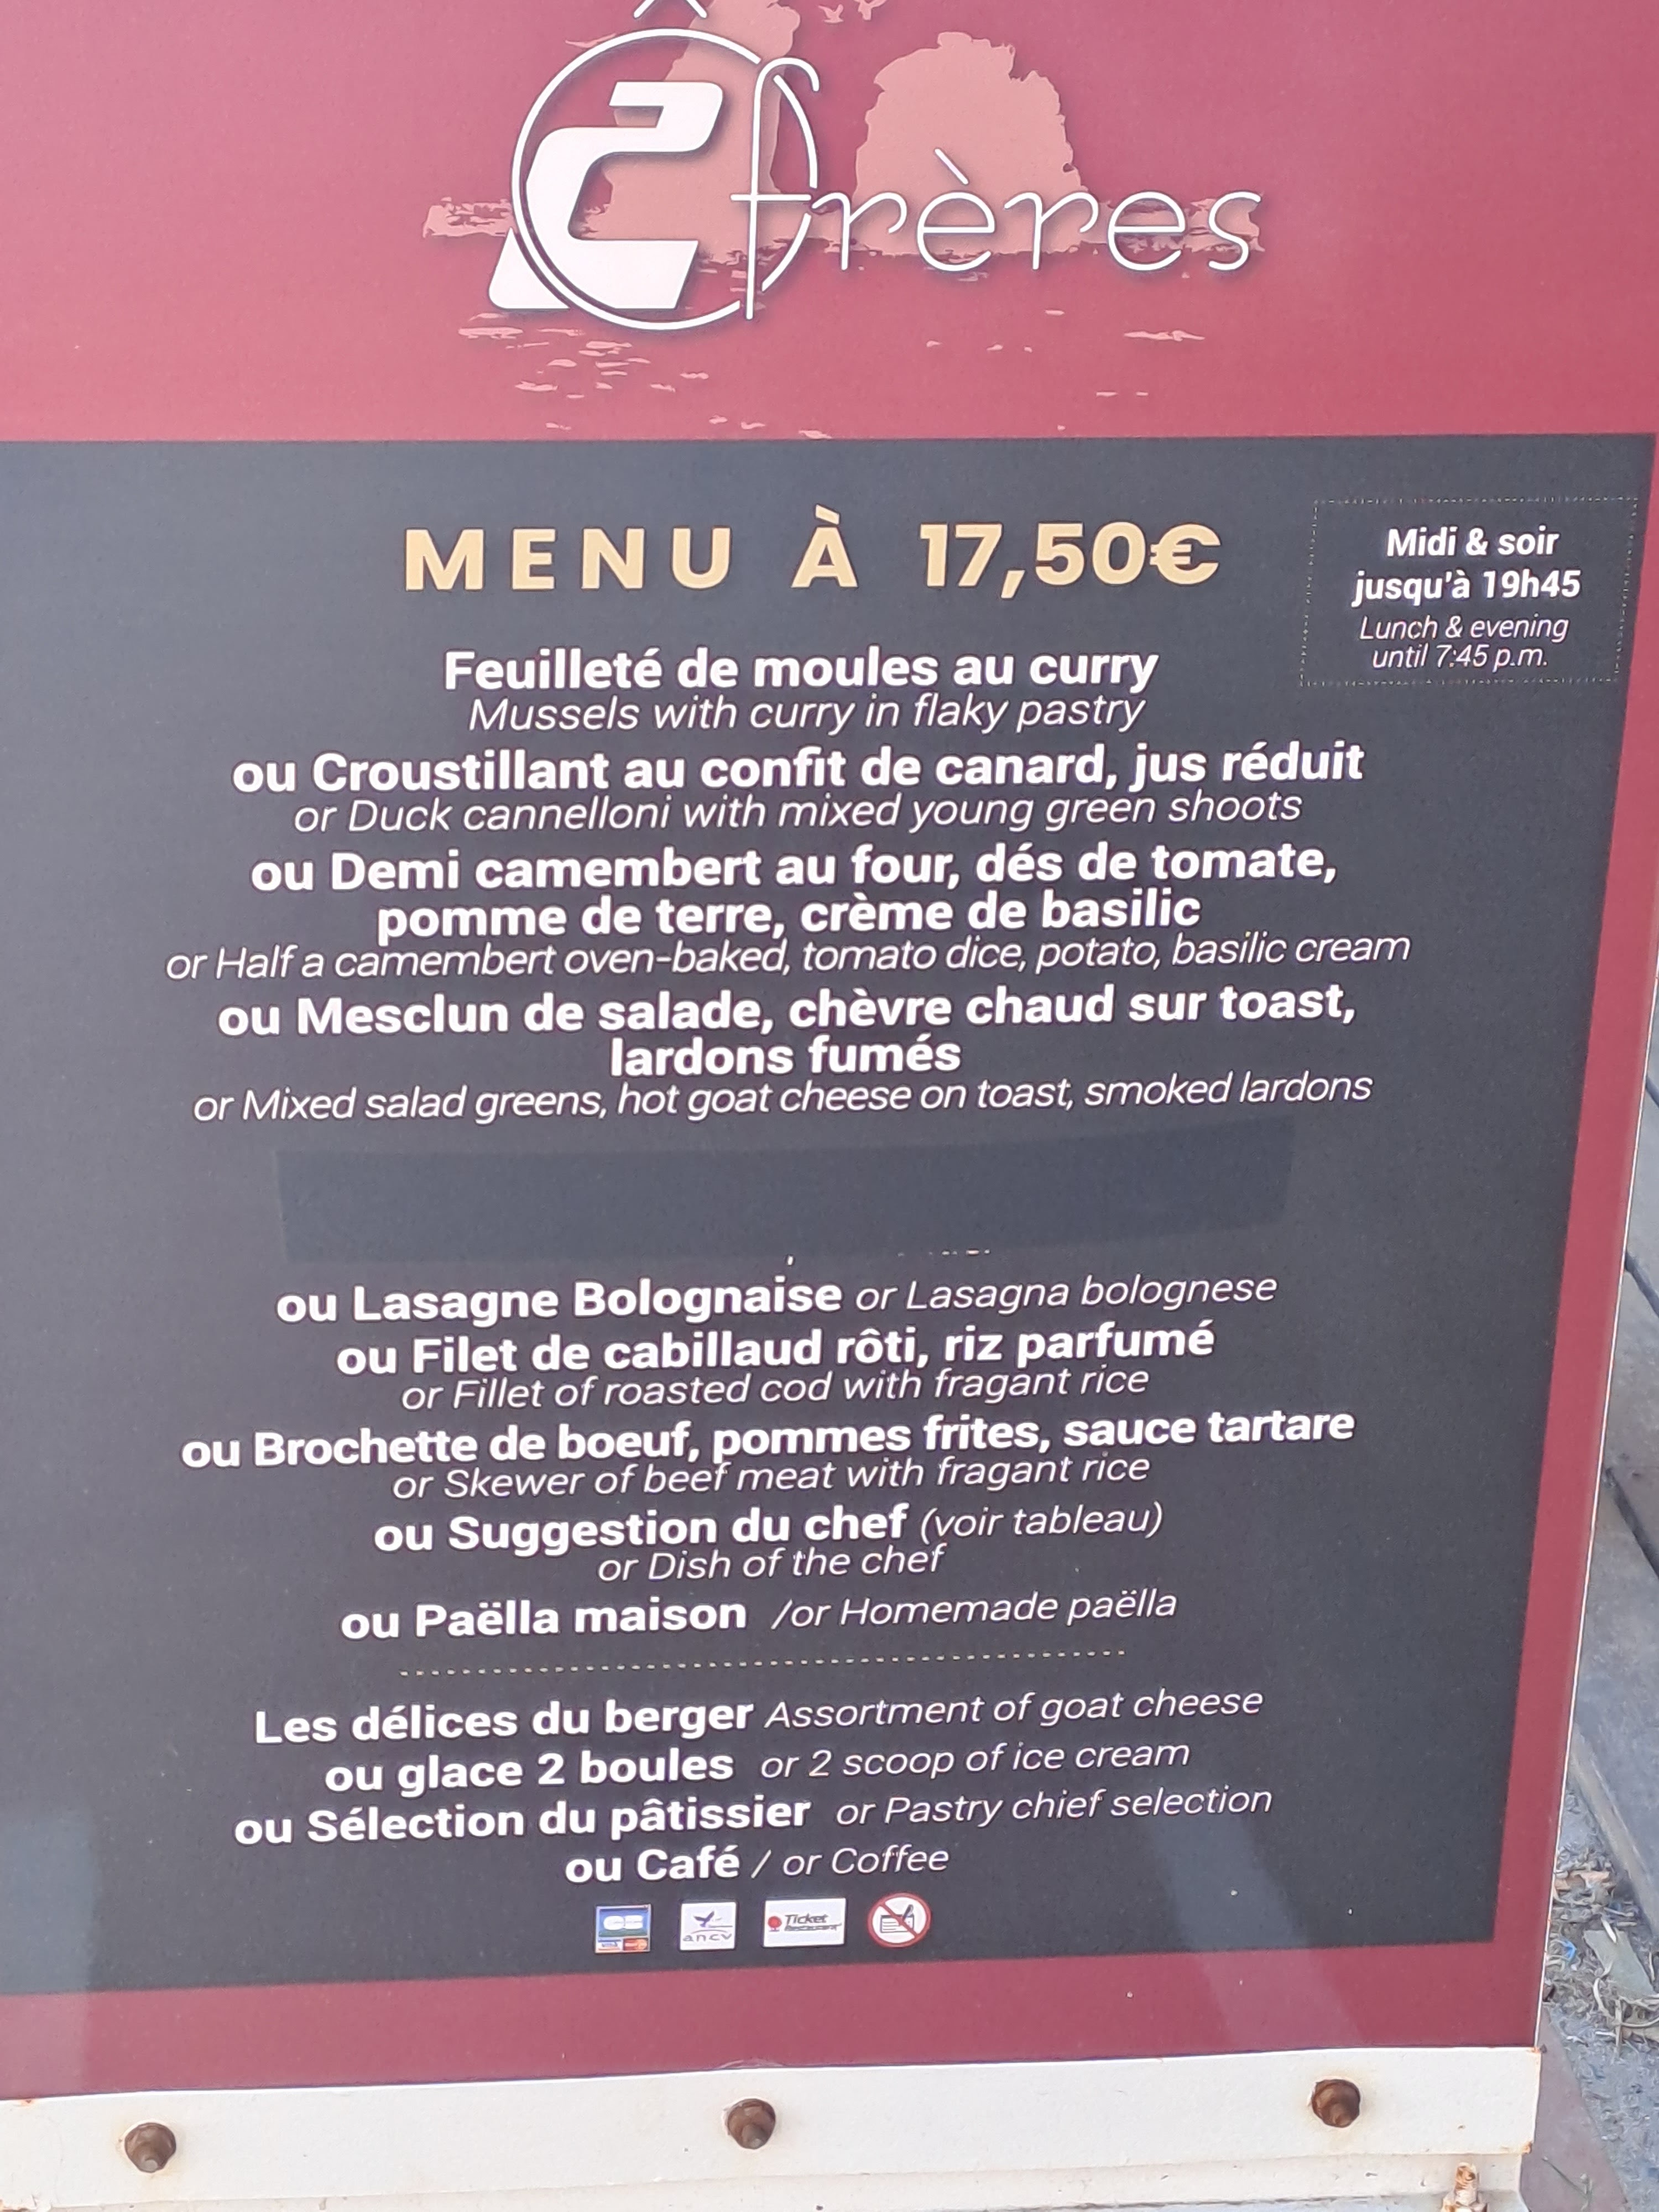 Ô
2 frères
MENU À 17,50€
Midi & soir
jusqu'à 19h45
Lunch & evening
until 7:45 p.m.
Feuilleté de moules au curry
Mussels with curry in flaky pastry
ou Croustillant au confit de canard, jus réduit
or Duck cannelloni with mixed young green shoots
ou Demi camembert au four, dés de tomate,
pomme de terre, crème de basilic
or Half a camembert oven-baked, tomato dice, potato, basilic cream
ou Mesclun de salade, chèvre chaud sur toast,
lardons fumés
or Mixed salad greens, hot goat cheese on toast, smoked lardons
ou Lasagne Bolognaise or Lasagna bolognese
ou Filet de cabillaud rôti, riz parfumé
or Fillet of roasted cod with fragant rice
ou Brochette de boeuf, pommes frites, sauce tartare
or Skewer of beef meat with fragant rice
ou Suggestion du chef (voir tableau)
or Dish of the chef
ou Paëlla maison /or Homemade paëlla
Les délices du berger Assortment of goat cheese
ou glace 2 boules or 2 scoop of ice cream
ou Sélection du pâtissier or Pastry chief selection
ou Café / or Coffee
CB VISA ancv Ticket Restaurant